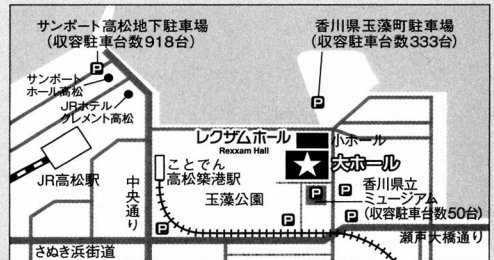 サンポート高松地下駐車場
(収容駐車台数918台)
香川県玉藻町駐車場
(収容駐車台数333台)
P
サンポート
ホール高松
JRホテル
クレメント高松
P
レクザムホール
Rexxam Hall
小ホール
大ホール
JR高松駅
ことでん
高松築港駅
中央通り
玉藻公園
P
P
香川県立
ミュージアム
(収容駐車台数50台)
P
P
P
瀬戸大橋通り
さぬき浜街道